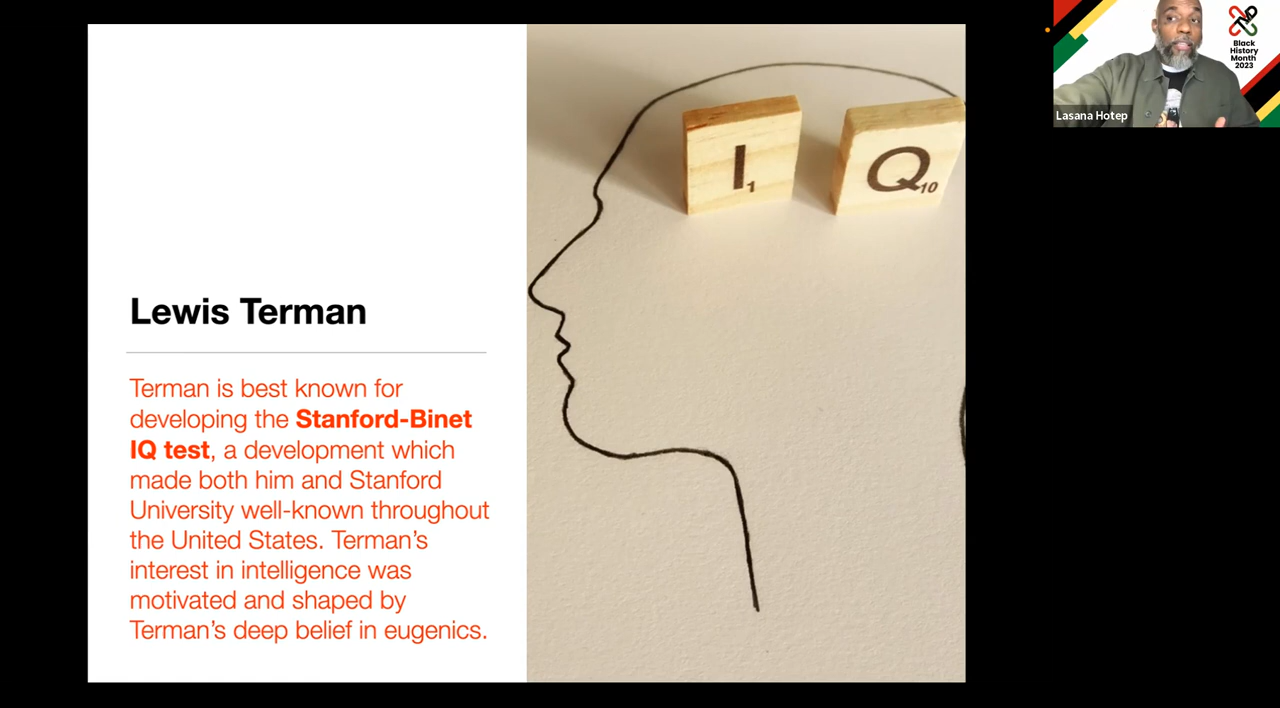 Lewis Terman
Terman is best known for
developing the Stanford-Binet
IQ test, a development which
made both him and Stanford
University well-known throughout
the United States. Terman’s
interest in intelligence was
motivated and shaped by
Terman’s deep belief in eugenics.
I1
Q10
Black
History
Month
2023
Lasana Hotep